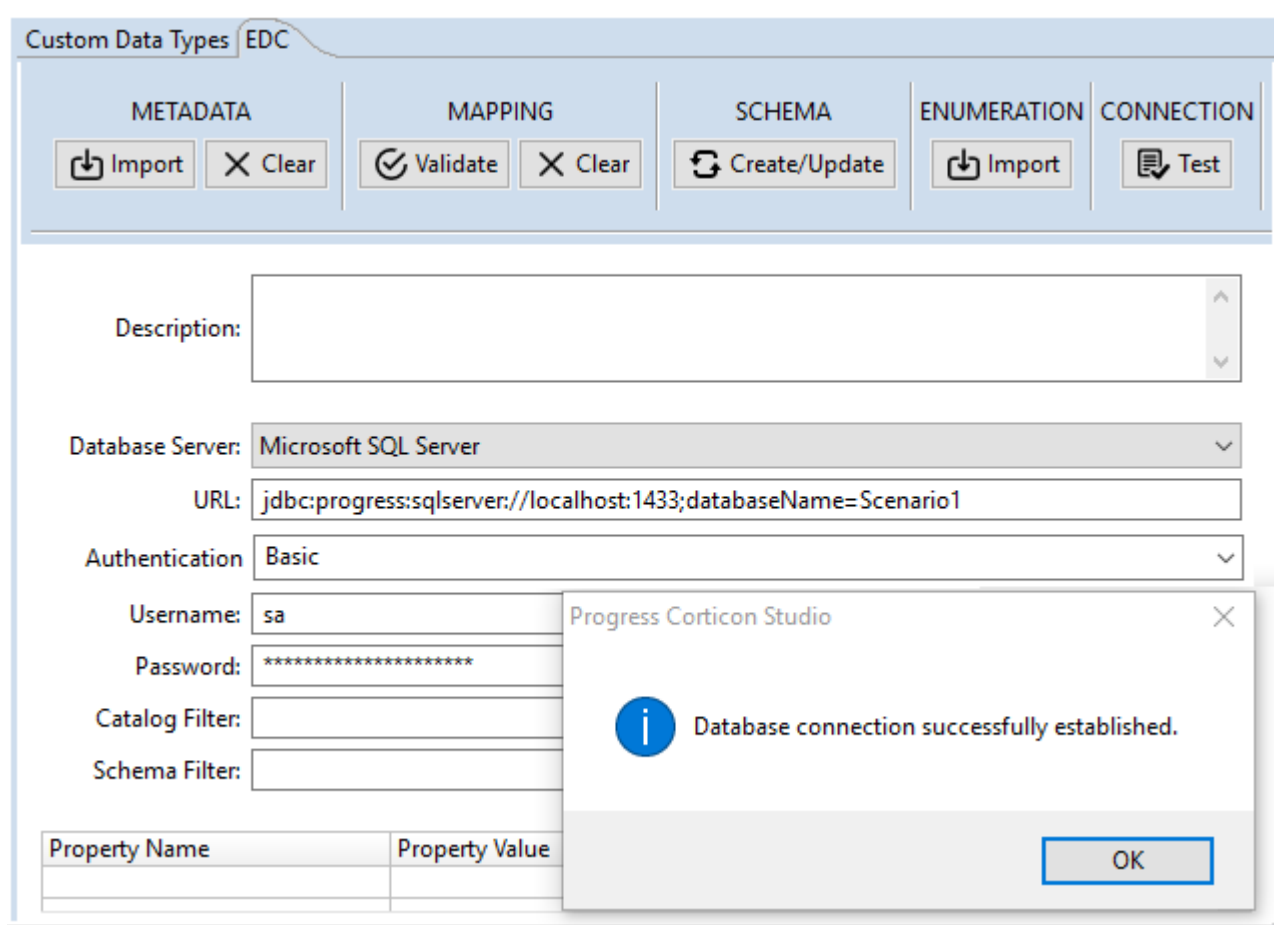 Custom Data Types EDC
METADATA MAPPING SCHEMA ENUMERATION CONNECTION
Import Clear Validate Clear Create/Update Import Test
Description:
Database Server: Microsoft SQL Server
URL: jdbc:progress:sqlserver://localhost:1433;databaseName=Scenario1
Authentication Basic
Username: sa
Progress Corticon Studio
Password: *********************
Catalog Filter:
Database connection successfully established.
Schema Filter:
Property Name Property Value
OK